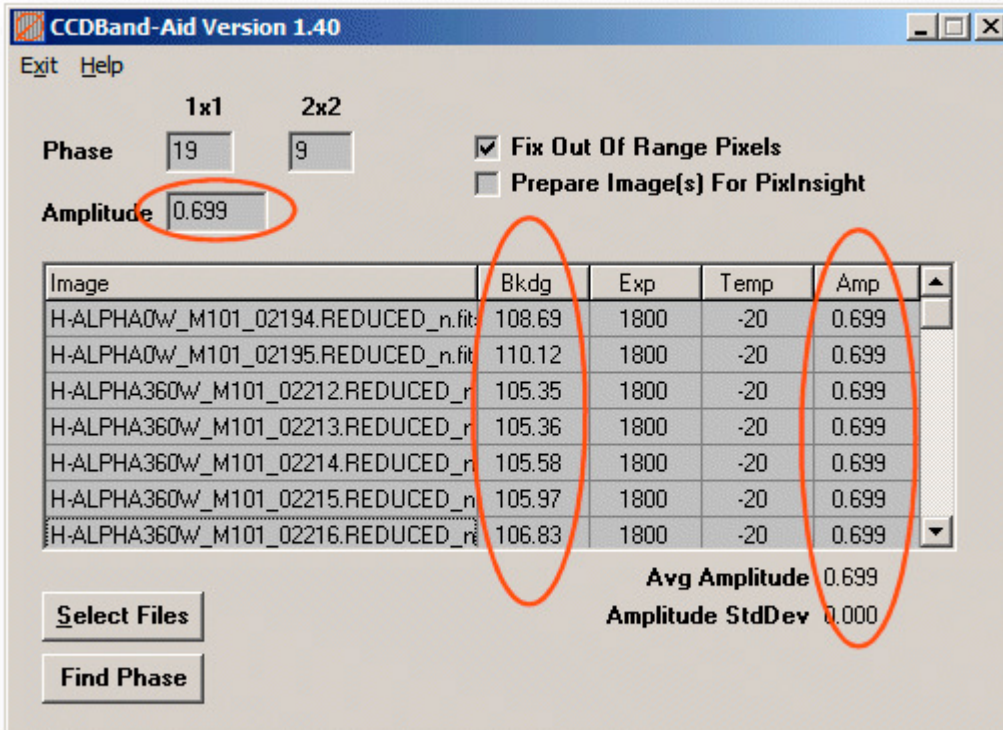 CCDBand-Aid Version 1.40
Exit Help
1x1 2x2
Phase 19 9
Fix Out Of Range Pixels
Prepare Image(s) For PixInsight
Amplitude 0.699
Image Bkdg Exp Temp Amp
H-ALPHA0W_M101_02194.REDUCED_n.fit 108.69 1800 -20 0.699
H-ALPHA0W_M101_02195.REDUCED_n.fit 110.12 1800 -20 0.699
H-ALPHA360W_M101_02212.REDUCED_n 105.35 1800 -20 0.699
H-ALPHA360W_M101_02213.REDUCED_n 105.36 1800 -20 0.699
H-ALPHA360W_M101_02214.REDUCED_n 105.58 1800 -20 0.699
H-ALPHA360W_M101_02215.REDUCED_n 105.97 1800 -20 0.699
H-ALPHA360W_M101_02216.REDUCED_n 106.83 1800 -20 0.699
Avg Amplitude 0.699
Amplitude StdDev 0.000
Select Files
Find Phase